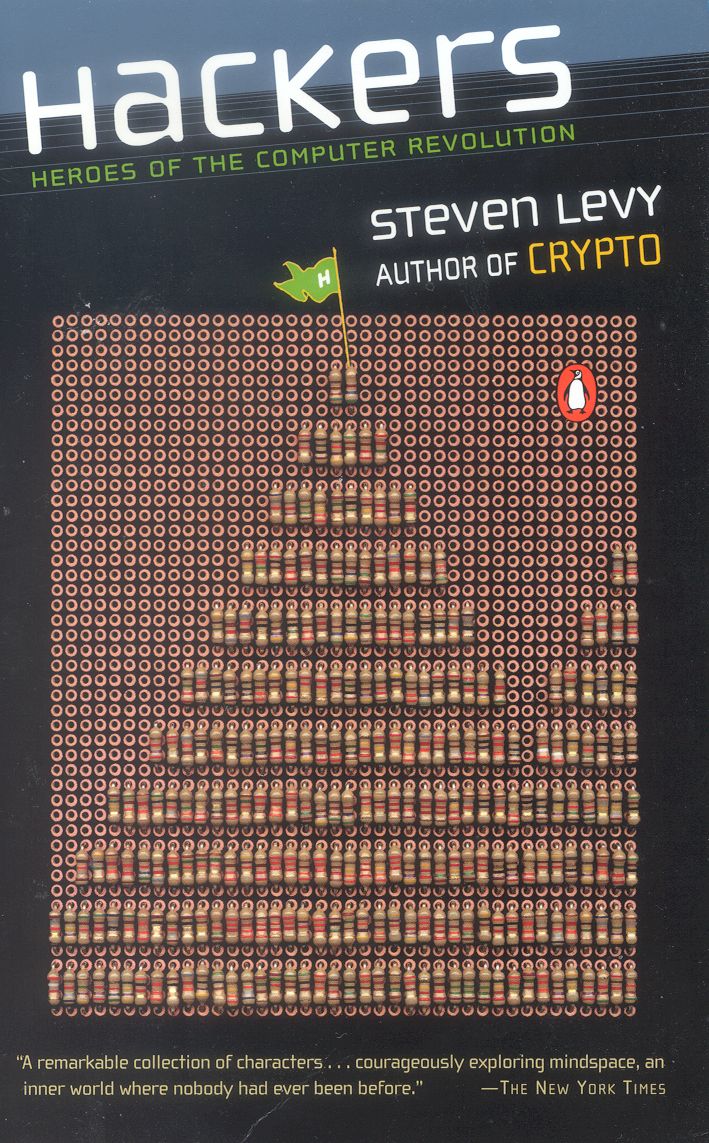 Hackers
HEROES OF THE COMPUTER REVOLUTION
Steven Levy
AUTHOR OF CRYPTO
H
“A remarkable collection of characters . . . courageously exploring mindspace, an
inner world where nobody had ever been before.” —THE NEW YORK TIMES